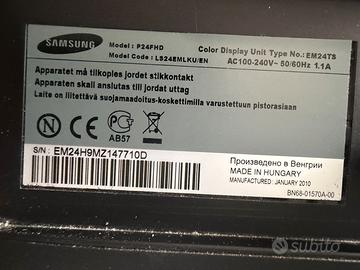 SAMSUNG
Model : P24FHD
Model : LS24EMLKU/EN
Color Display Unit Type No.: EM24TS
AC100-240V~ 50/60Hz 1.1A
Apparatet må tilkoples jordet stikkontakt
Apparaten skall anslutas till jordat uttag
Laite on liitettävä suojamaadoitus-koskettimilla varustettuun pistorasiaan
N
CE
АБ57
S/N : EM24H9MZ147710D
Произведено в Венгрии
MADE IN HUNGARY
MANUFACTURED: JANUARY 2010
BN68-01570A-00
subito